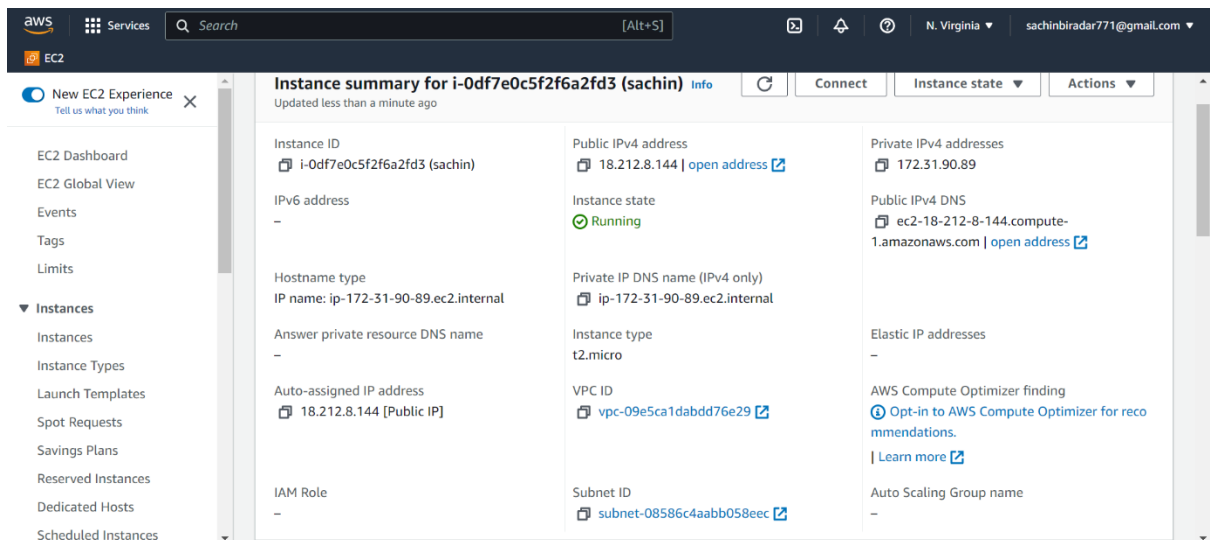 aws
Services
Search
[Alt+S]
N. Virginia
sachinbiradar771@gmail.com
EC2
New EC2 Experience
Tell us what you think
EC2 Dashboard
EC2 Global View
Events
Tags
Limits
Instances
Instances
Instance Types
Launch Templates
Spot Requests
Savings Plans
Reserved Instances
Dedicated Hosts
Scheduled Instances
Instance summary for i-0df7e0c5f2f6a2fd3 (sachin) Info
Connect
Instance state
Actions
Updated less than a minute ago
Instance ID
i-0df7e0c5f2f6a2fd3 (sachin)
Public IPv4 address
18.212.8.144 | open address
Private IPv4 addresses
172.31.90.89
IPv6 address
–
Instance state
Running
Public IPv4 DNS
ec2-18-212-8-144.compute-
1.amazonaws.com | open address
Hostname type
IP name: ip-172-31-90-89.ec2.internal
Private IP DNS name (IPv4 only)
ip-172-31-90-89.ec2.internal
Answer private resource DNS name
–
Instance type
t2.micro
Elastic IP addresses
–
Auto-assigned IP address
18.212.8.144 [Public IP]
VPC ID
vpc-09e5ca1dabdd76e29
AWS Compute Optimizer finding
Opt-in to AWS Compute Optimizer for reco
mmendations.
| Learn more
IAM Role
–
Subnet ID
subnet-08586c4aabb058eec
Auto Scaling Group name
–